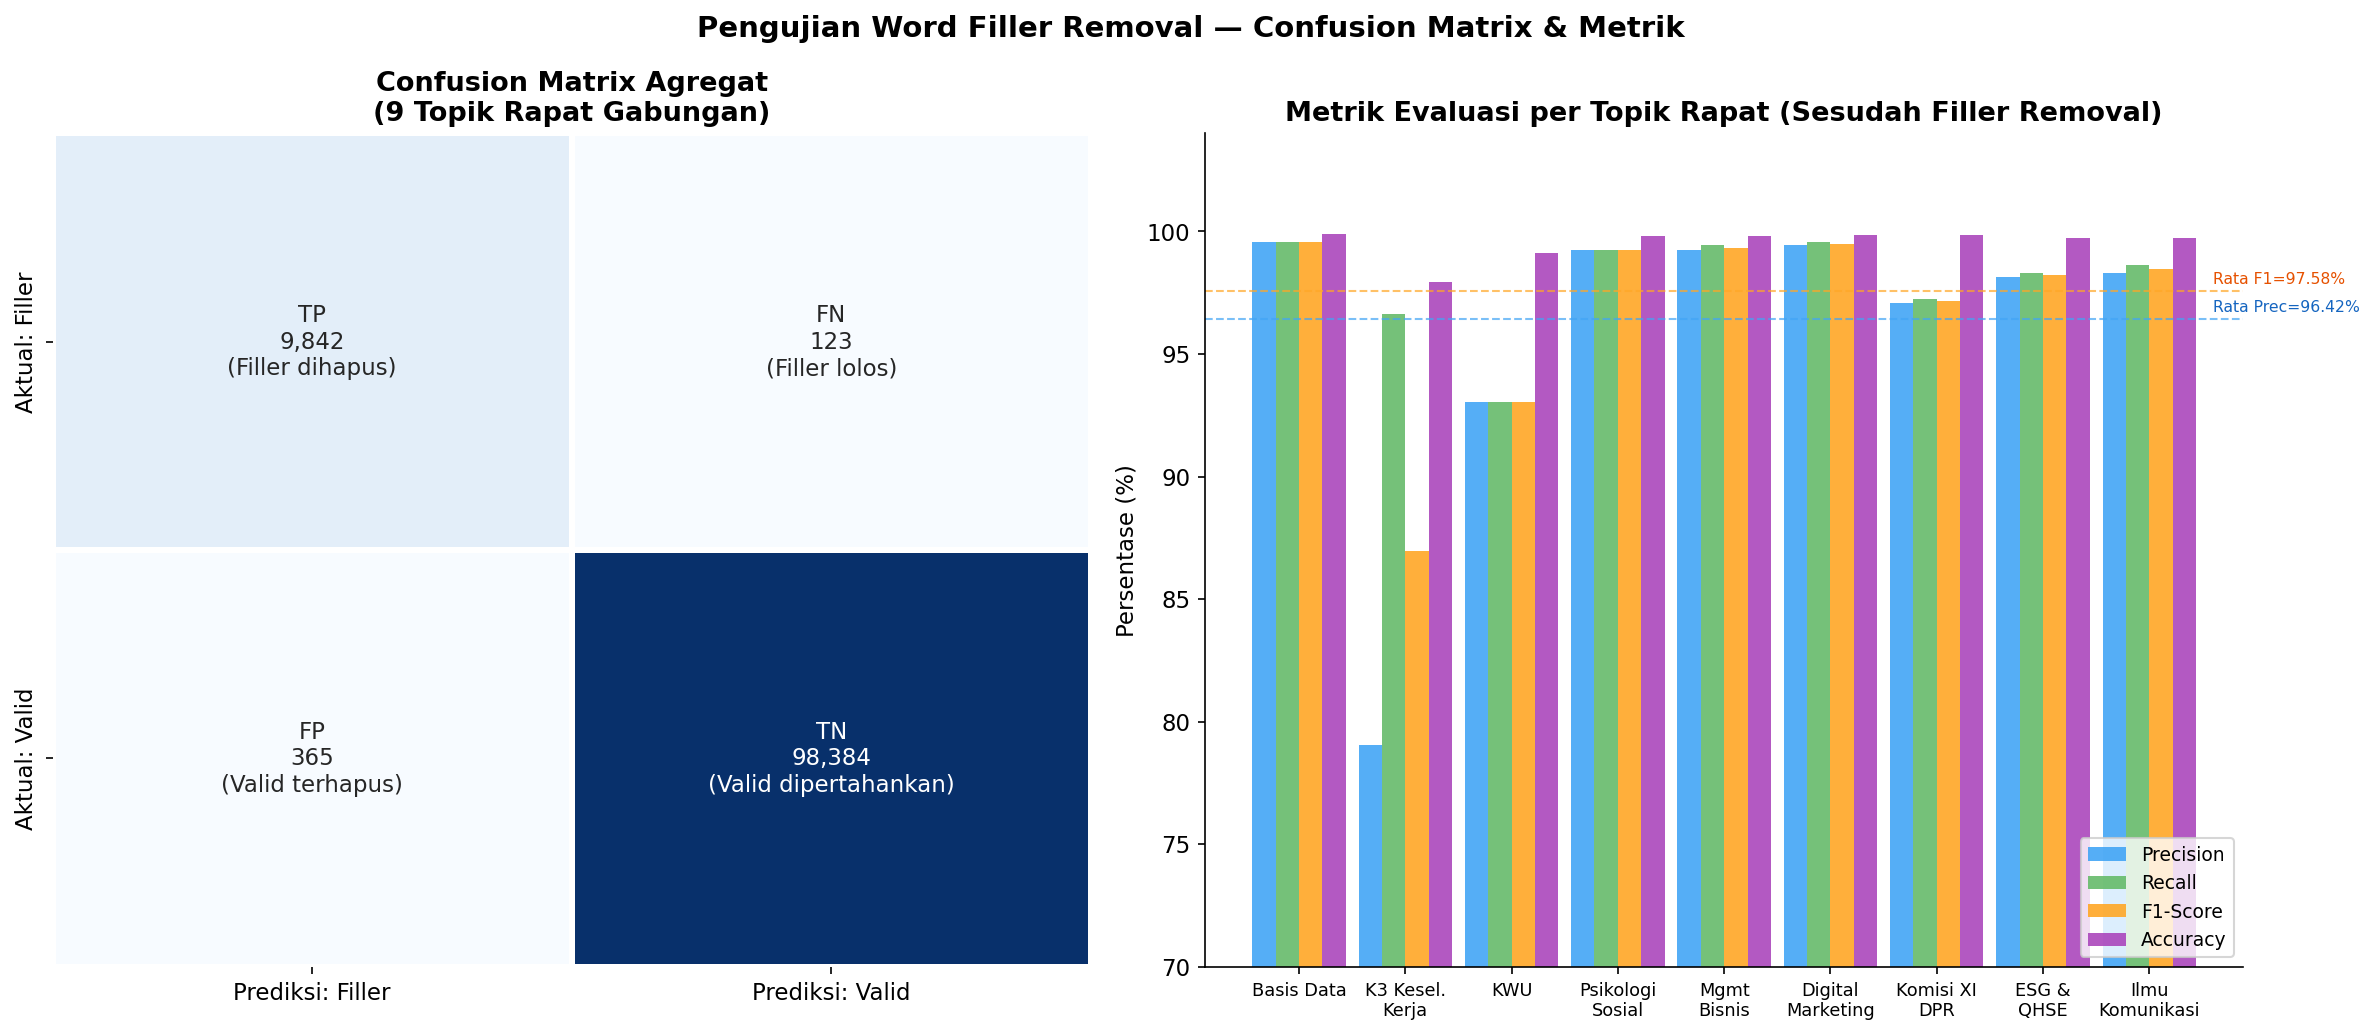 Pengujian Word Filler Removal — Confusion Matrix & Metrik
Confusion Matrix Agregat
(9 Topik Rapat Gabungan)
Aktual: Filler
Aktual: Valid
TP
9,842
(Filler dihapus)
FN
123
(Filler lolos)
FP
365
(Valid terhapus)
TN
98,384
(Valid dipertahankan)
Prediksi: Filler
Prediksi: Valid
Metrik Evaluasi per Topik Rapat (Sesudah Filler Removal)
Persentase (%)
100
95
90
85
80
75
70
Rata F1=97.58%
Rata Prec=96.42%
Precision
Recall
F1-Score
Accuracy
Basis Data
K3 Kesel.
Kerja
KWU
Psikologi
Sosial
Mgmt
Bisnis
Digital
Marketing
Komisi XI
DPR
ESG &
QHSE
Ilmu
Komunikasi